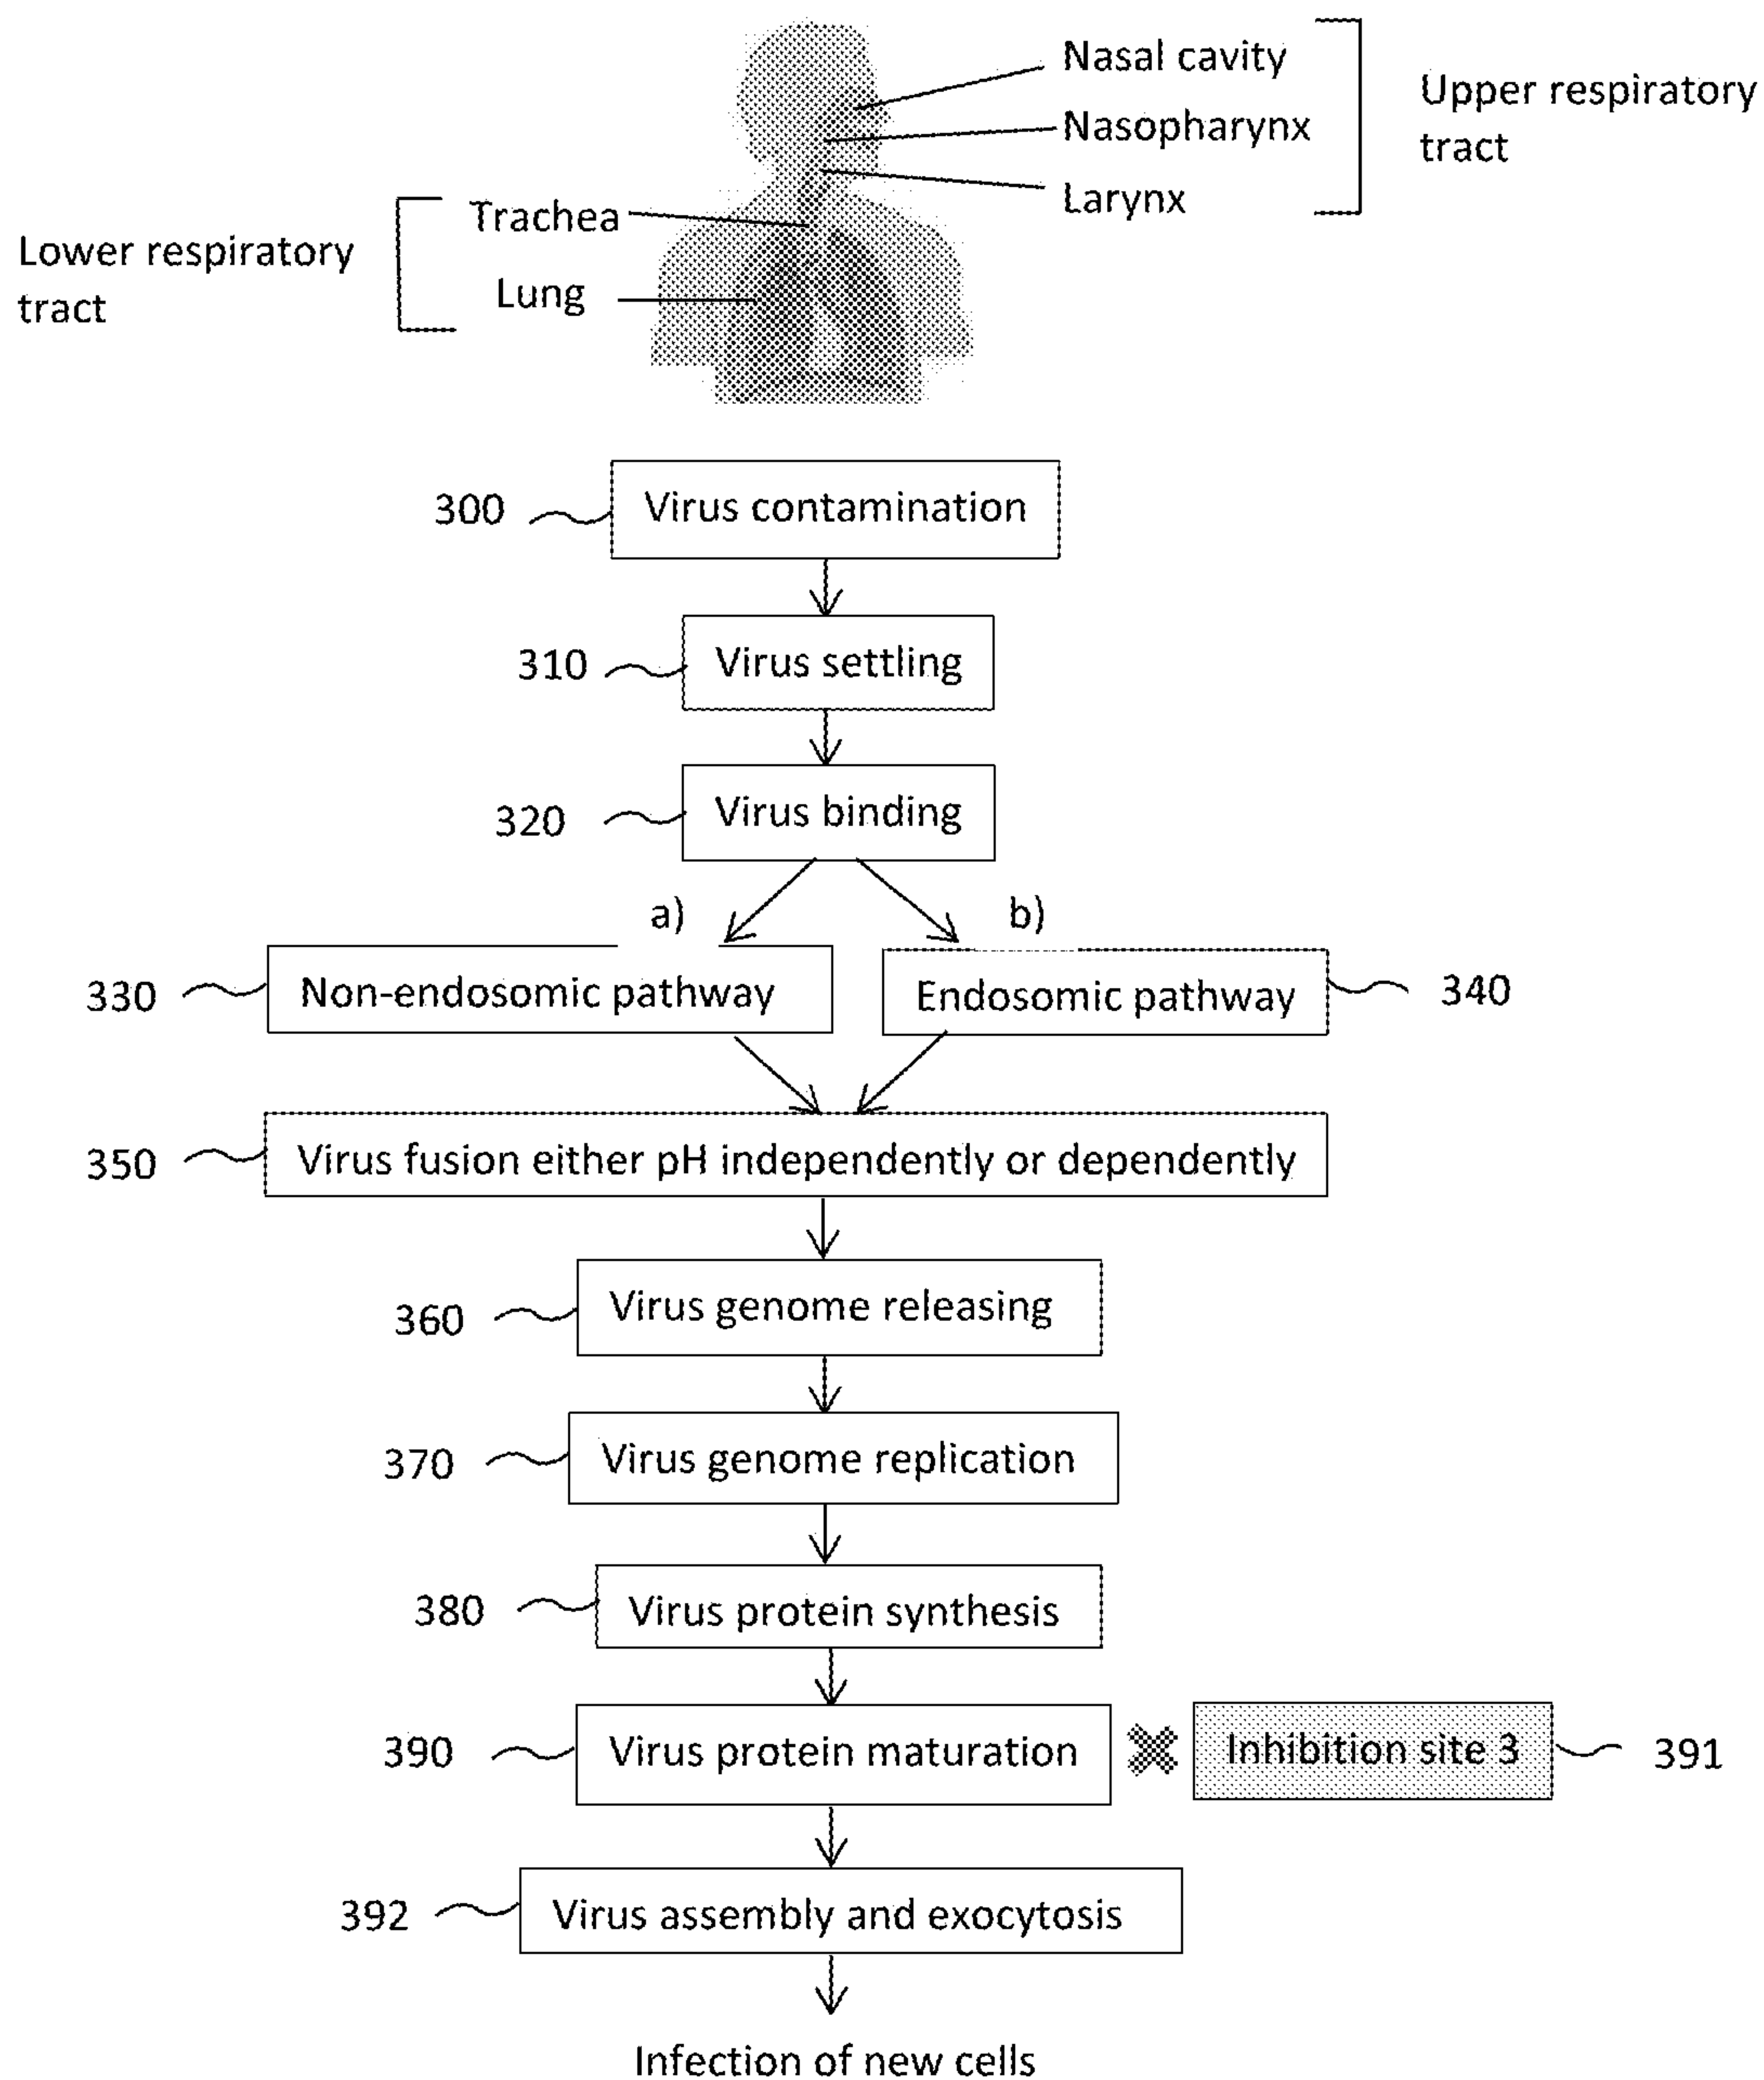 Nasal cavity
Nasopharynx
Larynx
Upper respiratory
tract
Trachea
Lung
Lower respiratory
tract
300
Virus contamination
310
Virus settling
320
Virus binding
a)
b)
330
Non-endosomic pathway
Endosomic pathway
340
350
Virus fusion either pH independently or dependently
360
Virus genome releasing
370
Virus genome replication
380
Virus protein synthesis
390
Virus protein maturation
Inhibition site 3
391
392
Virus assembly and exocytosis
Infection of new cells